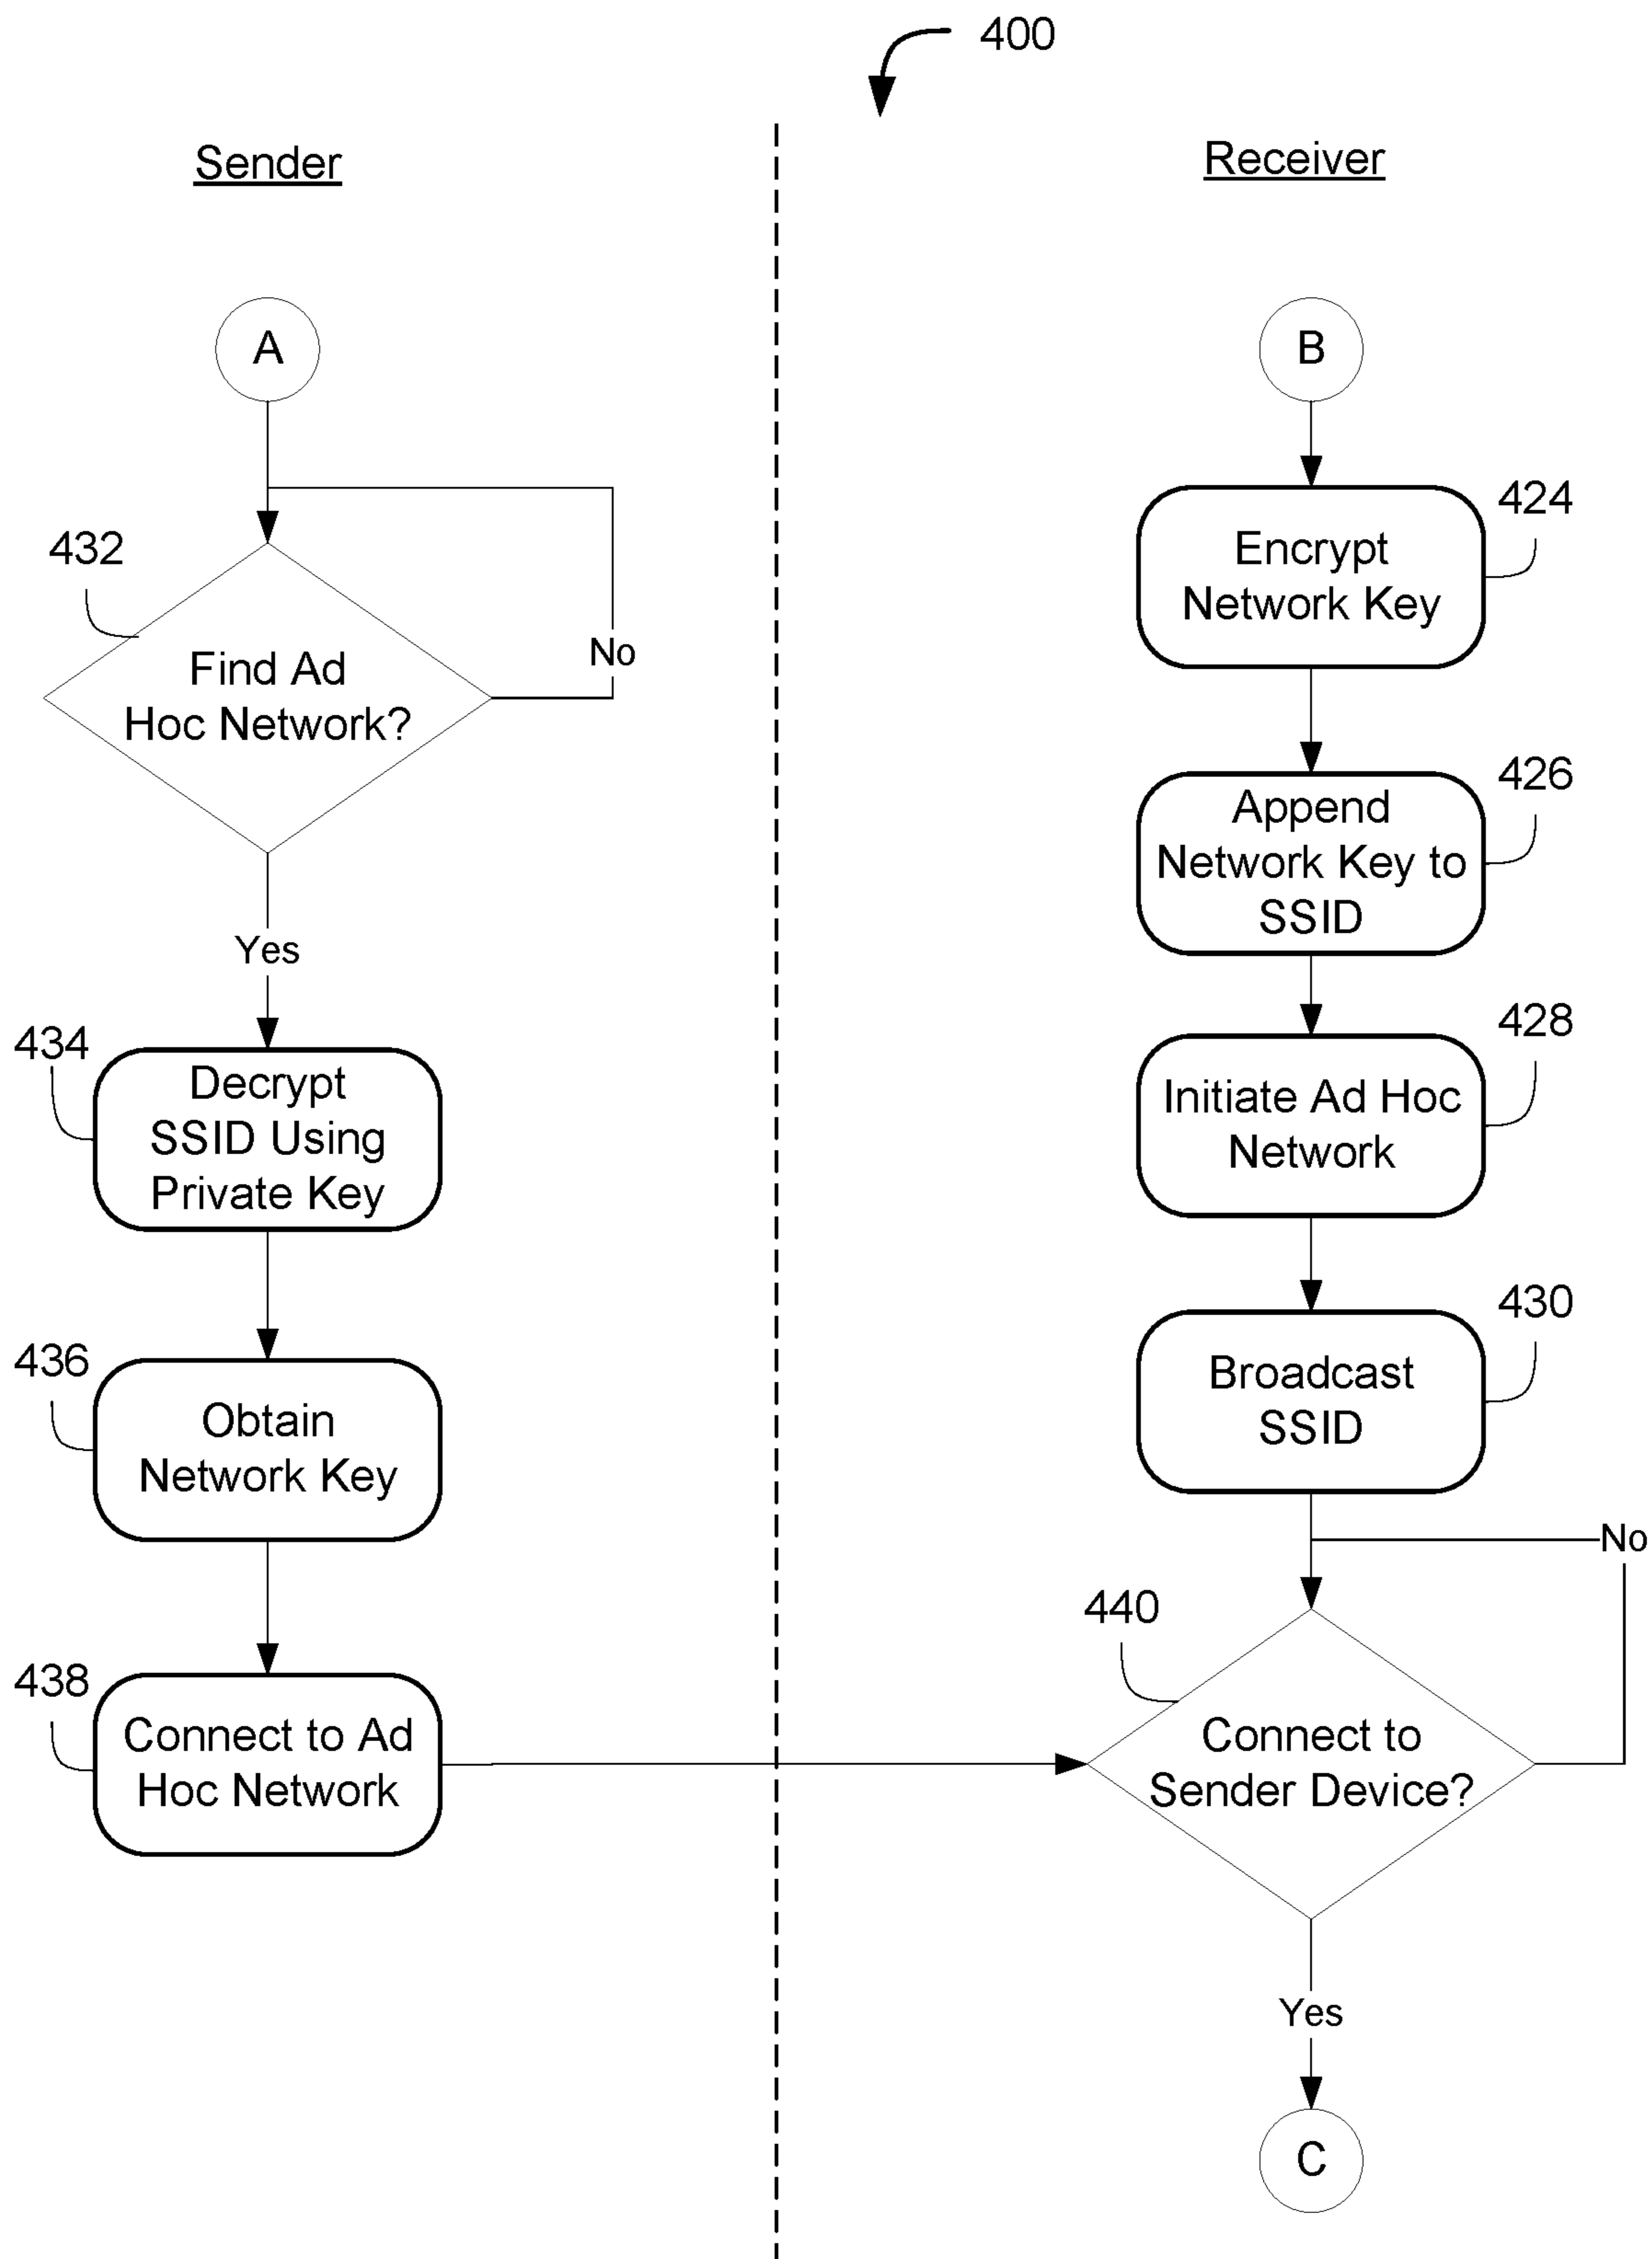 400
Sender
Receiver
A
432
Find Ad
Hoc Network?
No
Yes
434
Decrypt
SSID Using
Private Key
436
Obtain
Network Key
438
Connect to Ad
Hoc Network
B
424
Encrypt
Network Key
426
Append
Network Key to
SSID
428
Initiate Ad Hoc
Network
430
Broadcast
SSID
No
440
Connect to
Sender Device?
Yes
C